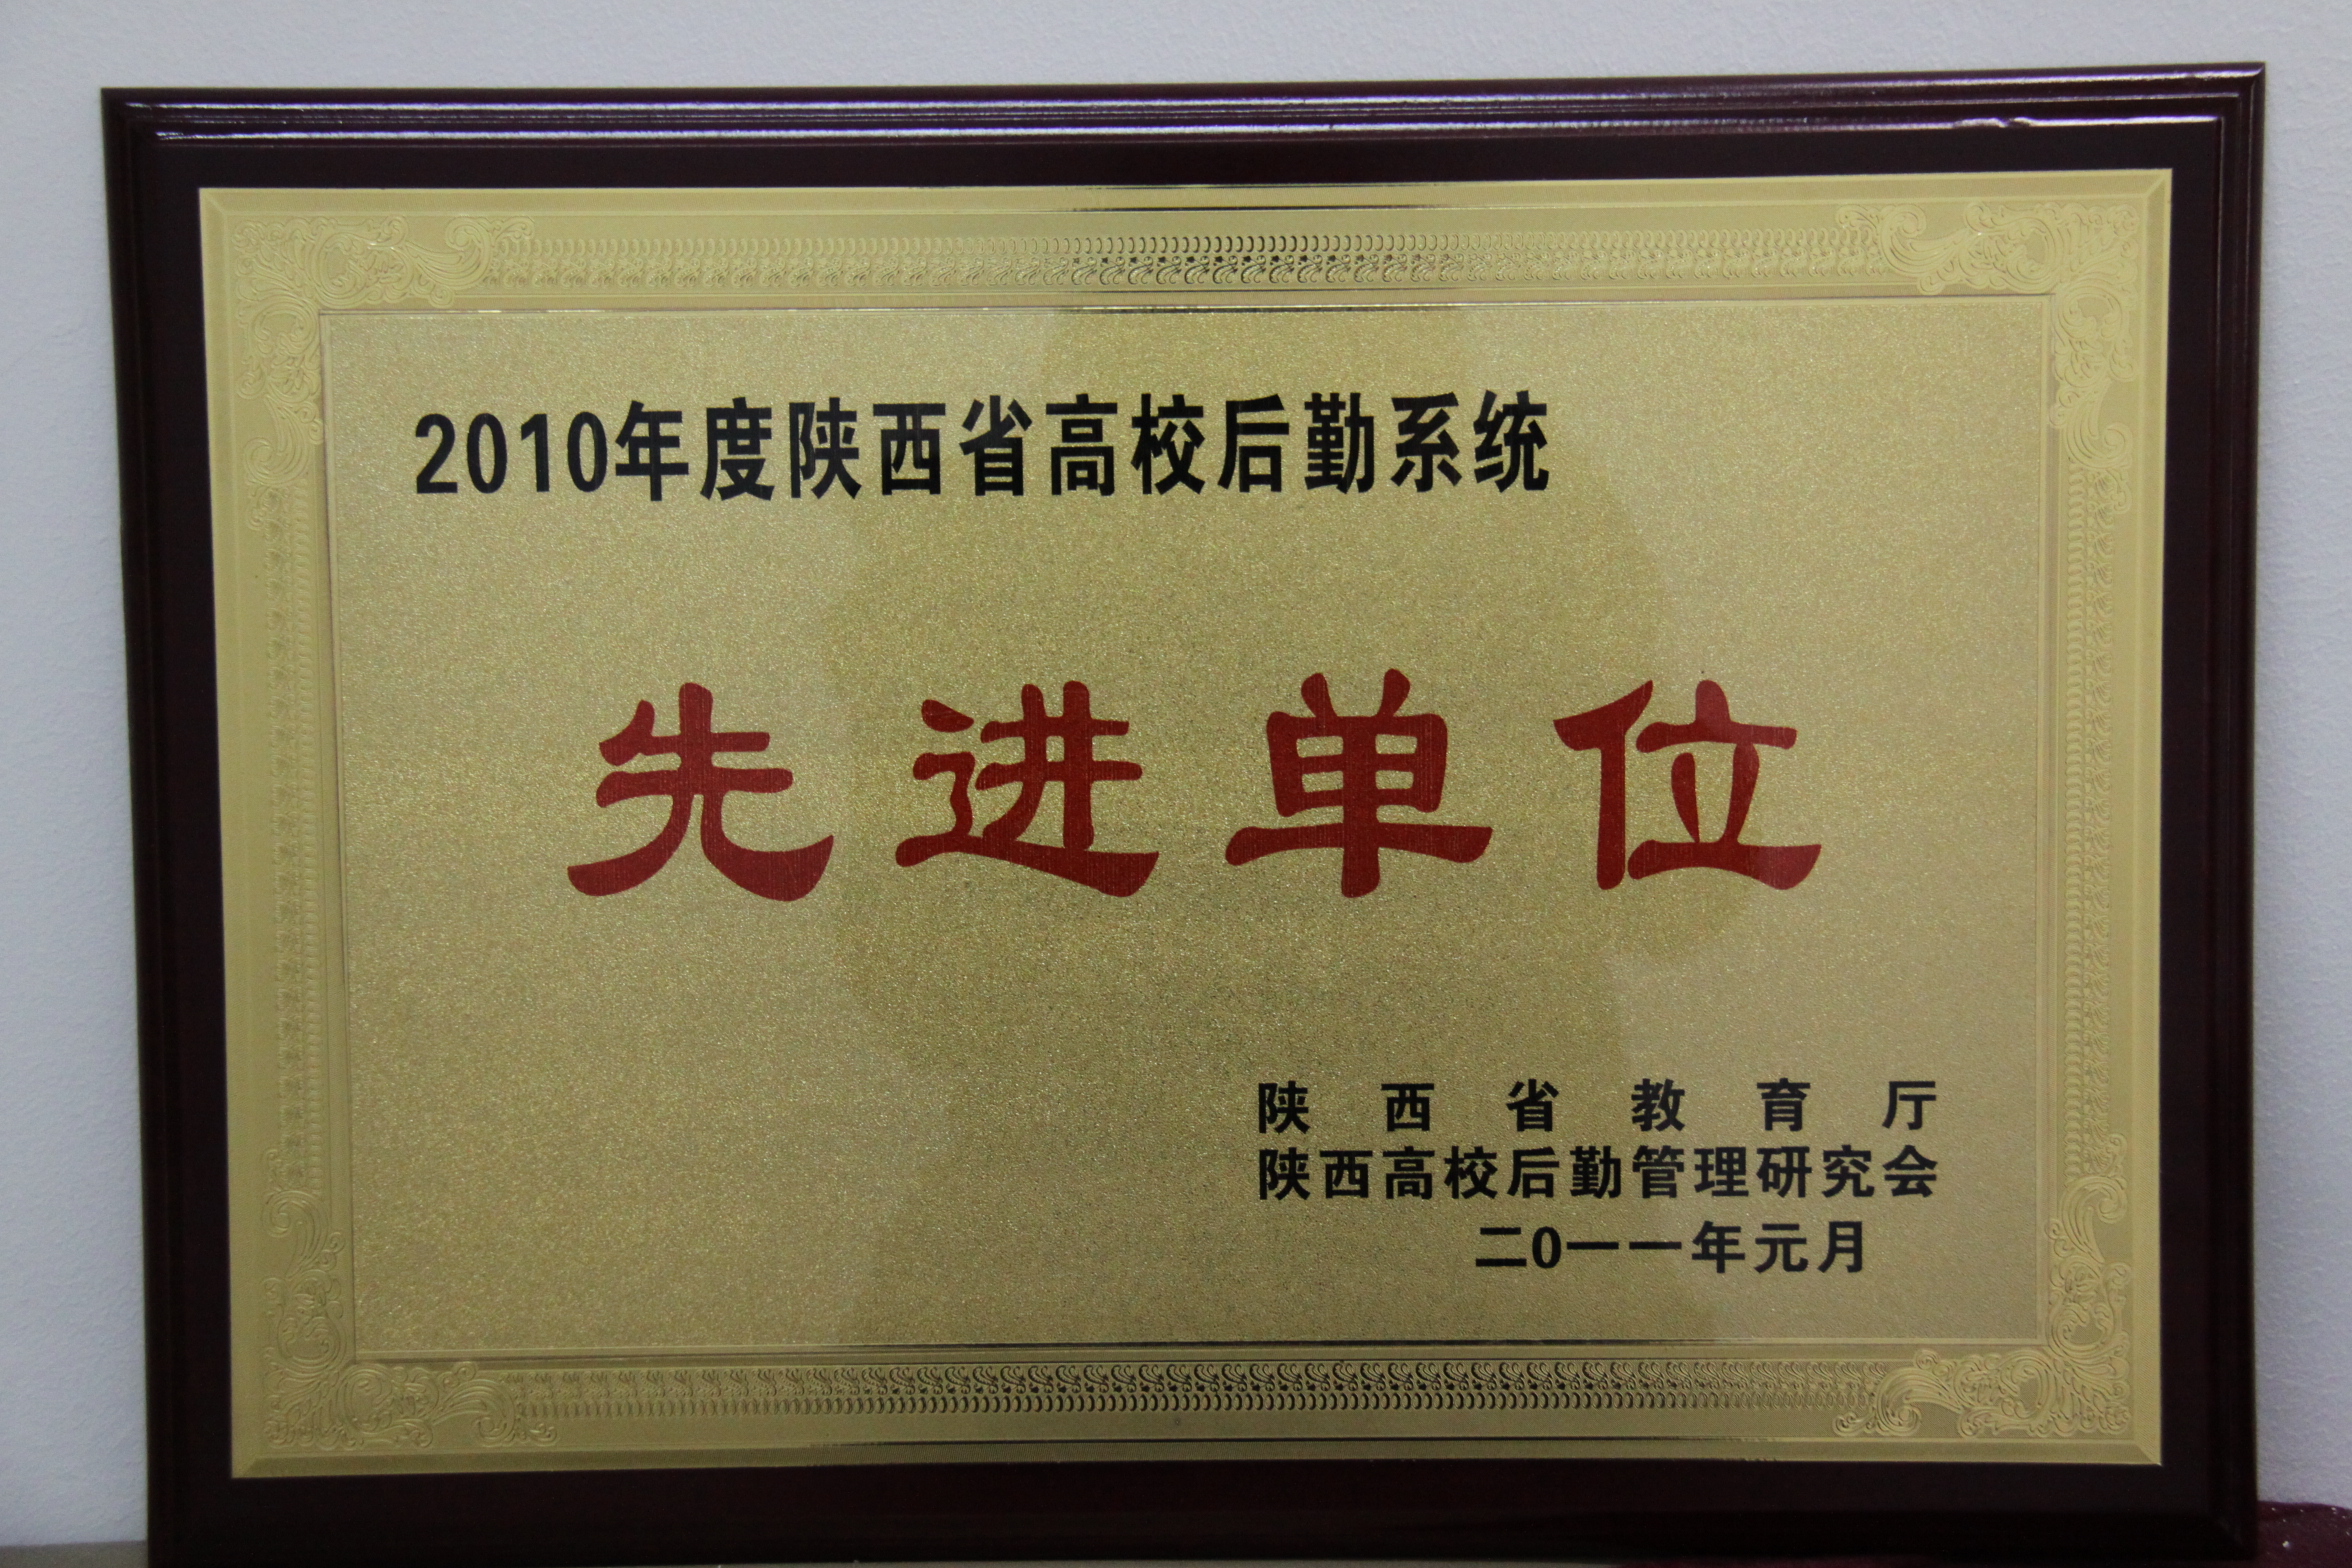 2010年度陕西省高校后勤系统
先进单位
陕西省教育厅
陕西高校后勤管理研究会
二0一一年元月